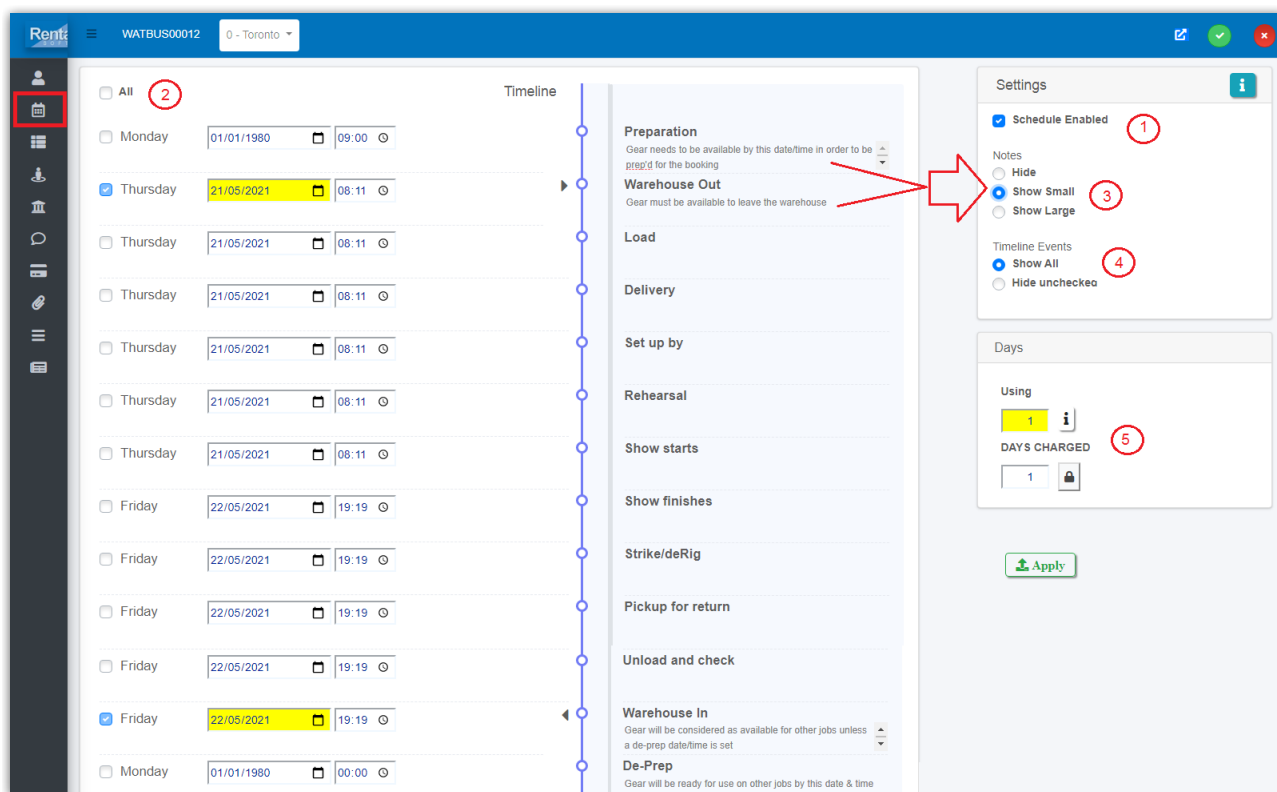 Renta
WATBUS00012
0 - Toronto
All
2
Timeline
Monday
01/01/1980
09:00
Preparation
Gear needs to be available by this date/time in order to be
prep'd for the booking
Thursday
21/05/2021
08:11
Warehouse Out
Gear must be available to leave the warehouse
Thursday
21/05/2021
08:11
Load
Thursday
21/05/2021
08:11
Delivery
Thursday
21/05/2021
08:11
Set up by
Thursday
21/05/2021
08:11
Rehearsal
Thursday
21/05/2021
08:11
Show starts
Friday
22/05/2021
19:19
Show finishes
Friday
22/05/2021
19:19
Strike/deRig
Friday
22/05/2021
19:19
Pickup for return
Friday
22/05/2021
19:19
Unload and check
Friday
22/05/2021
19:19
Warehouse In
Gear will be considered as available for other jobs unless
a de-prep date/time is set
Monday
01/01/1980
00:00
De-Prep
Gear will be ready for use on other jobs by this date & time
Settings
i
Schedule Enabled
1
Notes
Hide
Show Small
3
Show Large
Timeline Events
Show All
4
Hide unchecked
Days
Using
1
i
5
DAYS CHARGED
1
Apply